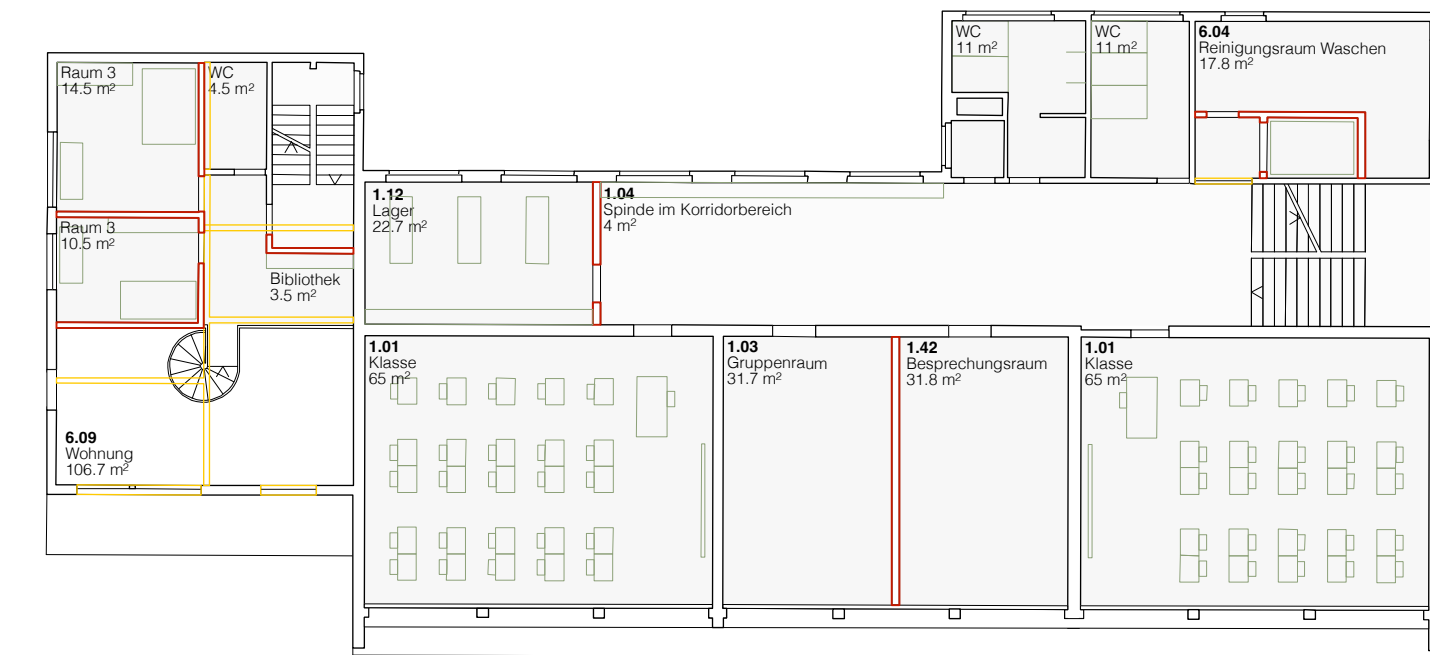 WC
11 m²
WC
11 m²
6.04
Reinigungsraum Waschen
17.8 m²
Raum 3
14.5 m²
WC
4.5 m²
1.12
Lager
22.7 m²
1.04
Spinde im Korridorbereich
4 m²
Raum 3
10.5 m²
Bibliothek
3.5 m²
1.01
Klasse
65 m²
1.03
Gruppenraum
31.7 m²
1.42
Besprechungsraum
31.8 m²
1.01
Klasse
65 m²
6.09
Wohnung
106.7 m²